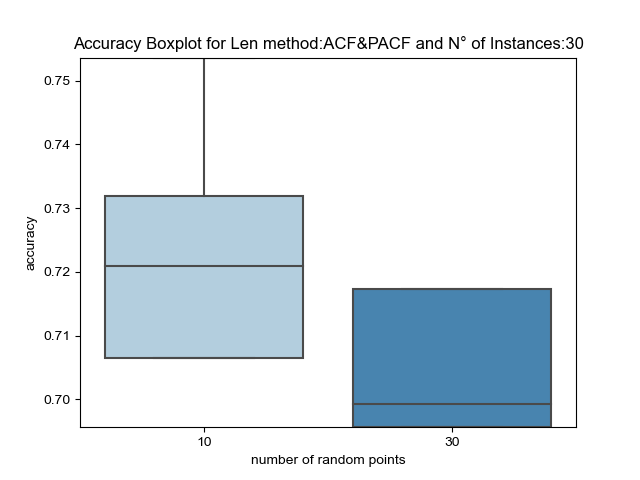 Accuracy Boxplot for Len method:ACF&PACF and N° of Instances:30
0.75
0.74
0.73
0.72
0.71
0.70
accuracy
10
30
number of random points